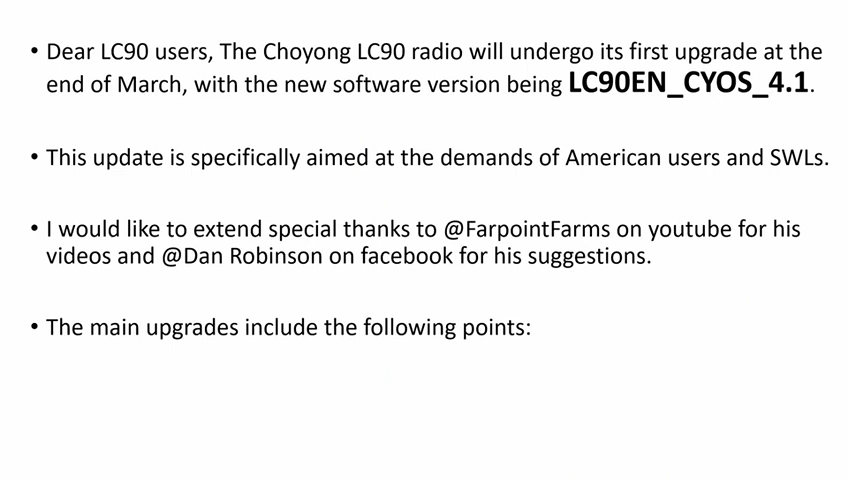 • Dear LC90 users, The Choyong LC90 radio will undergo its first upgrade at the
end of March, with the new software version being LC90EN_CYOS_4.1.
• This update is specifically aimed at the demands of American users and SWLs.
• I would like to extend special thanks to @FarpointFarms on youtube for his
videos and @Dan Robinson on facebook for his suggestions.
• The main upgrades include the following points: